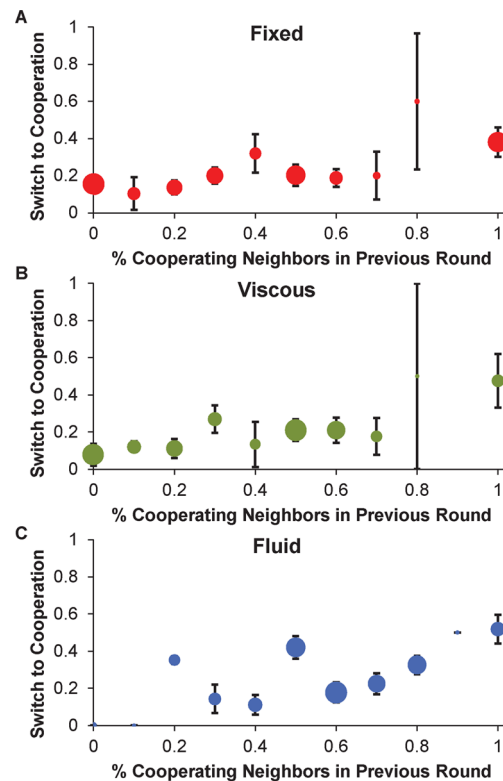 A
Fixed
Switch to Cooperation
1
0.8
0.6
0.4
0.2
0
0 0.2 0.4 0.6 0.8 1
% Cooperating Neighbors in Previous Round
B
Viscous
Switch to Cooperation
1
0.8
0.6
0.4
0.2
0
0 0.2 0.4 0.6 0.8 1
% Cooperating Neighbors in Previous Round
C
Fluid
Switch to Cooperation
1
0.8
0.6
0.4
0.2
0
0 0.2 0.4 0.6 0.8 1
% Cooperating Neighbors in Previous Round